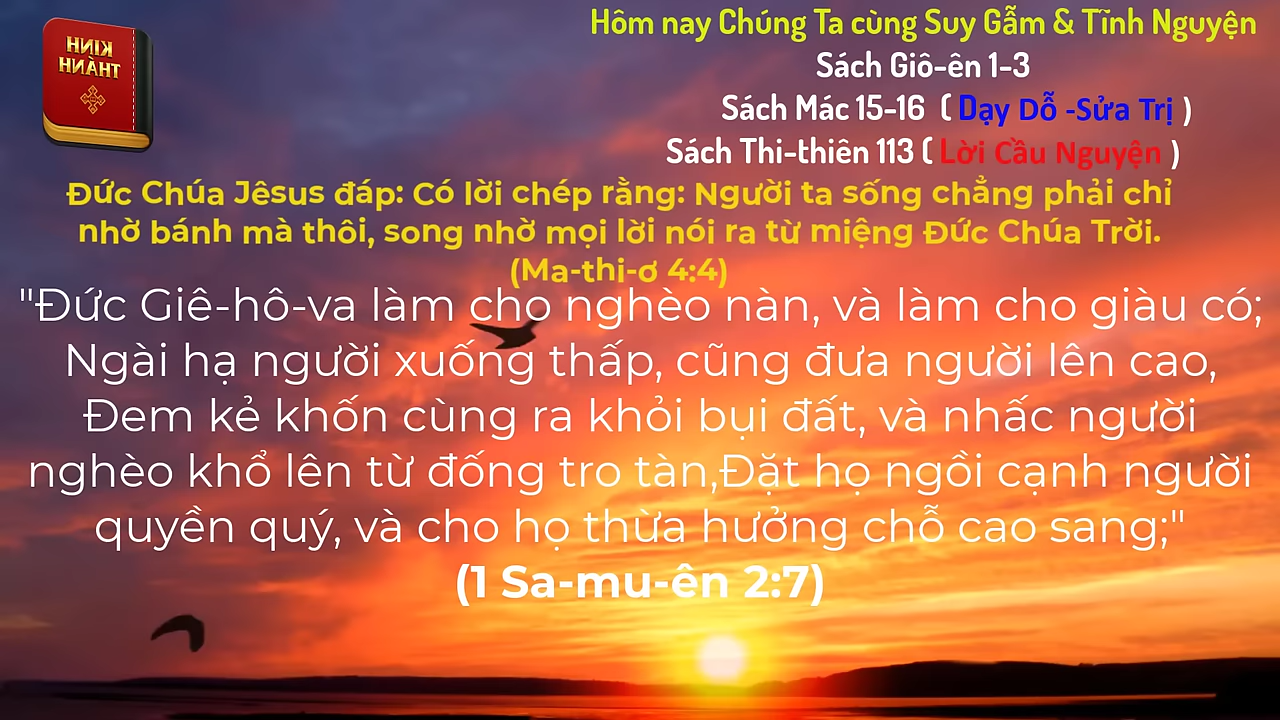 KINH
THÁNH
Hôm nay Chúng Ta cùng Suy Gẫm & Tĩnh Nguyện
Sách Giô-ên 1-3
Sách Mác 15-16 ( Dạy Dỗ -Sửa Trị )
Sách Thi-thiên 113 ( Lời Cầu Nguyện )
Đức Chúa Jêsus đáp: Có lời chép rằng: Người ta sống chẳng phải chỉ
nhờ bánh mà thôi, song nhờ mọi lời nói ra từ miệng Đức Chúa Trời.
(Ma-thi-ơ 4:4)
"Đức Giê-hô-va làm cho nghèo nàn, và làm cho giàu có;
Ngài hạ người xuống thấp, cũng đưa người lên cao,
Đem kẻ khốn cùng ra khỏi bụi đất, và nhấc người
nghèo khổ lên từ đống tro tàn,Đặt họ ngồi cạnh người
quyền quý, và cho họ thừa hưởng chỗ cao sang;"
(1 Sa-mu-ên 2:7)